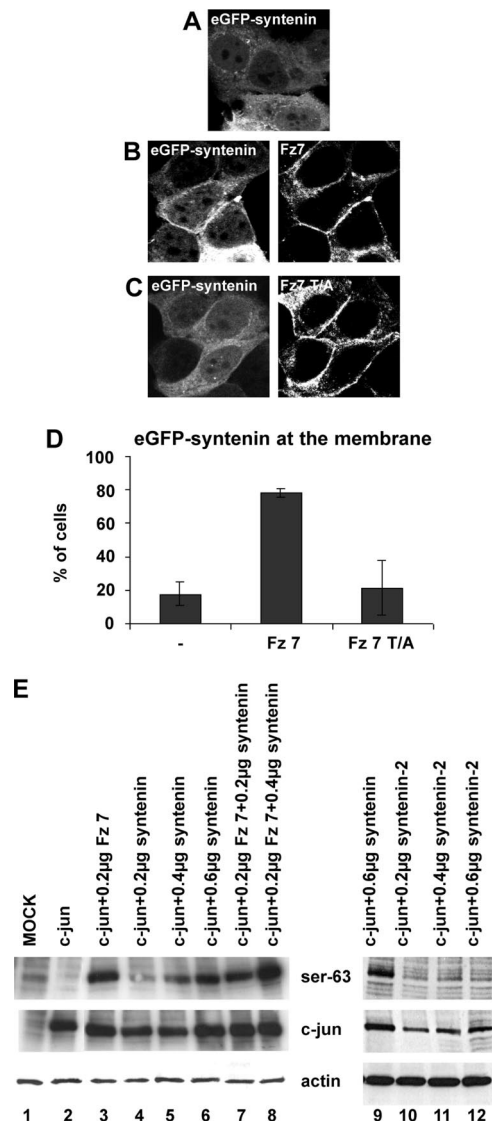 A
eGFP-syntenin
B
eGFP-syntenin
Fz7
C
eGFP-syntenin
Fz7 T/A
D
eGFP-syntenin at the membrane
% of cells
100
80
60
40
20
0
-
Fz 7
Fz 7 T/A
E
MOCK
c-jun
c-jun+0.2µg Fz 7
c-jun+0.2µg syntenin
c-jun+0.4µg syntenin
c-jun+0.6µg syntenin
c-jun+0.2µg Fz 7+0.2µg syntenin
c-jun+0.2µg Fz 7+0.4µg syntenin
c-jun+0.6µg syntenin
c-jun+0.2µg syntenin-2
c-jun+0.4µg syntenin-2
c-jun+0.6µg syntenin-2
ser-63
c-jun
actin
1 2 3 4 5 6 7 8 9 10 11 12